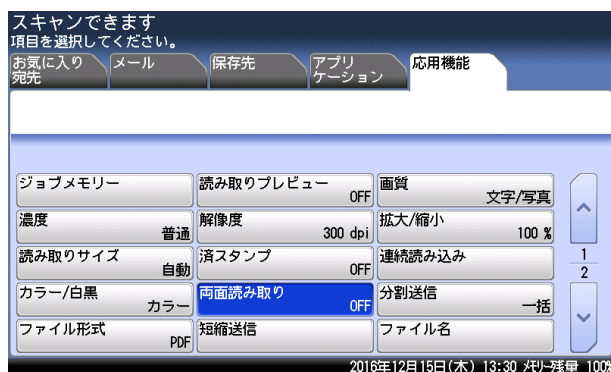 スキャンできます
項目を選択してください。
お気に入り
宛先
メール
保存先
アプリ
ケーション
応用機能
ジョブメモリー
読み取りプレビュー
OFF
画質
文字/写真
濃度
普通
解像度
300 dpi
拡大/縮小
100 %
読み取りサイズ
自動
済スタンプ
OFF
連続読み込み
1
2
カラー/白黒
カラー
両面読み取り
OFF
分割送信
一括
ファイル形式
PDF
短縮送信
ファイル名
2016年12月15日(木) 13:30 メモリー残量 100%